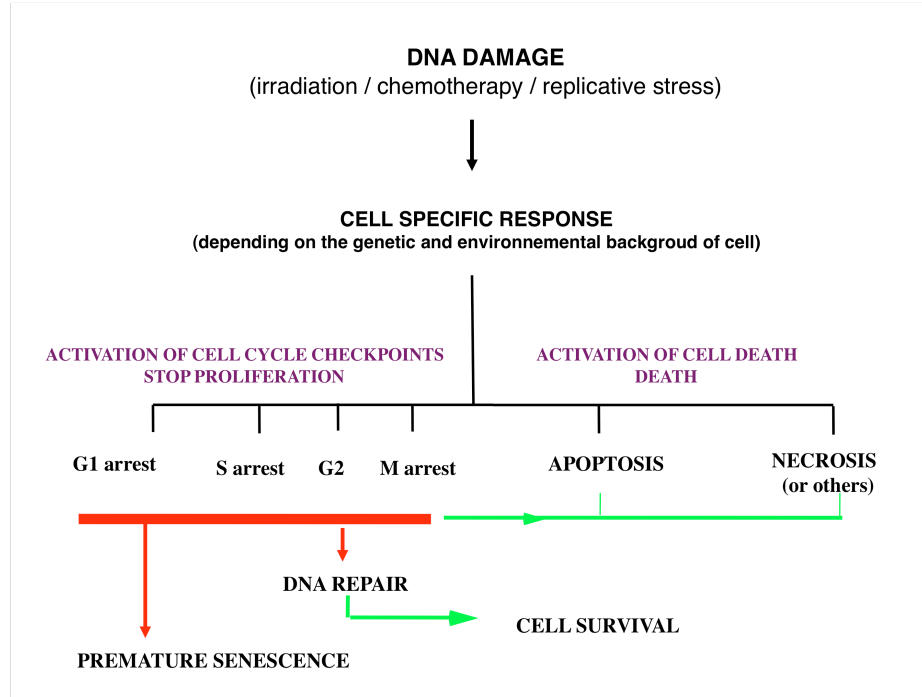 DNA DAMAGE
(irradiation / chemotherapy / replicative stress)
CELL SPECIFIC RESPONSE
(depending on the genetic and environnemental backgroud of cell)
ACTIVATION OF CELL CYCLE CHECKPOINTS
STOP PROLIFERATION
ACTIVATION OF CELL DEATH
DEATH
G1 arrest
S arrest
G2
M arrest
APOPTOSIS
NECROSIS
(or others)
DNA REPAIR
CELL SURVIVAL
PREMATURE SENESCENCE